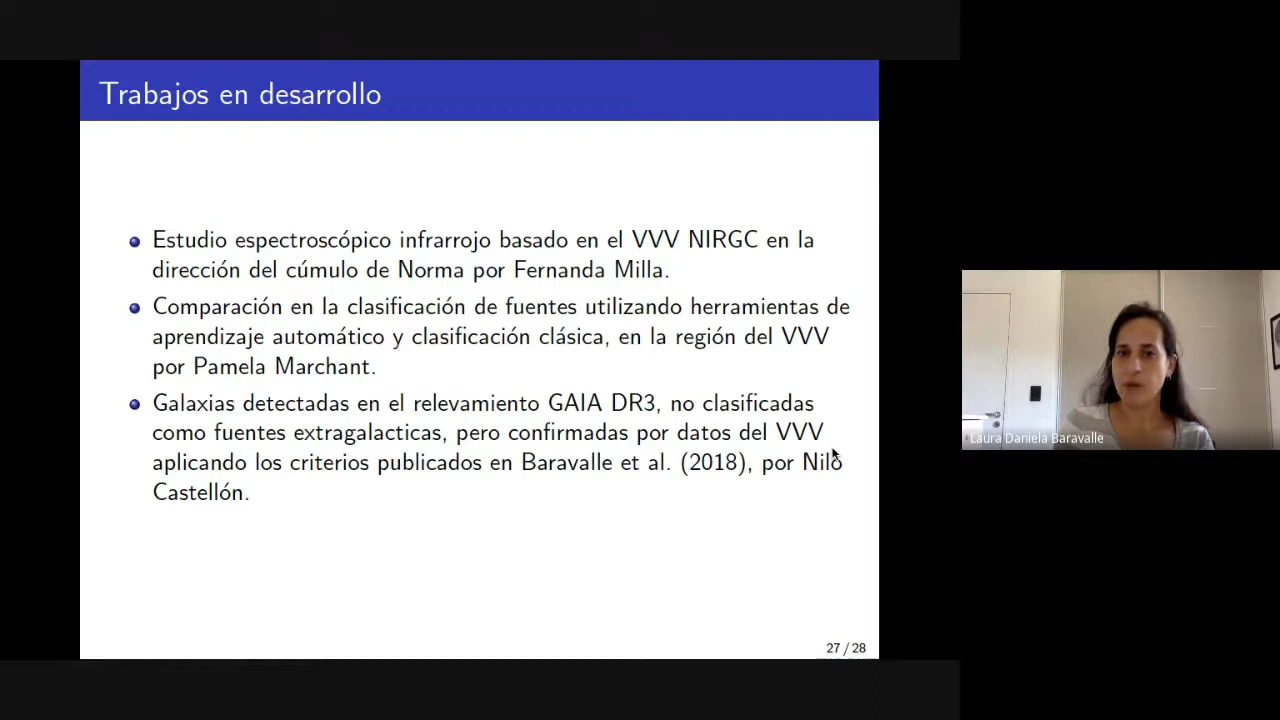 Trabajos en desarrollo
Estudio espectroscópico infrarrojo basado en el VVV NIRGC en la
dirección del cúmulo de Norma por Fernanda Milla.
Comparación en la clasificación de fuentes utilizando herramientas de
aprendizaje automático y clasificación clásica, en la región del VVV
por Pamela Marchant.
Galaxias detectadas en el relevamiento GAIA DR3, no clasificadas
como fuentes extragalacticas, pero confirmadas por datos del VVV
aplicando los criterios publicados en Baravalle et al. (2018), por Nilo
Castellón.
27 / 28
Laura Daniela Baravalle